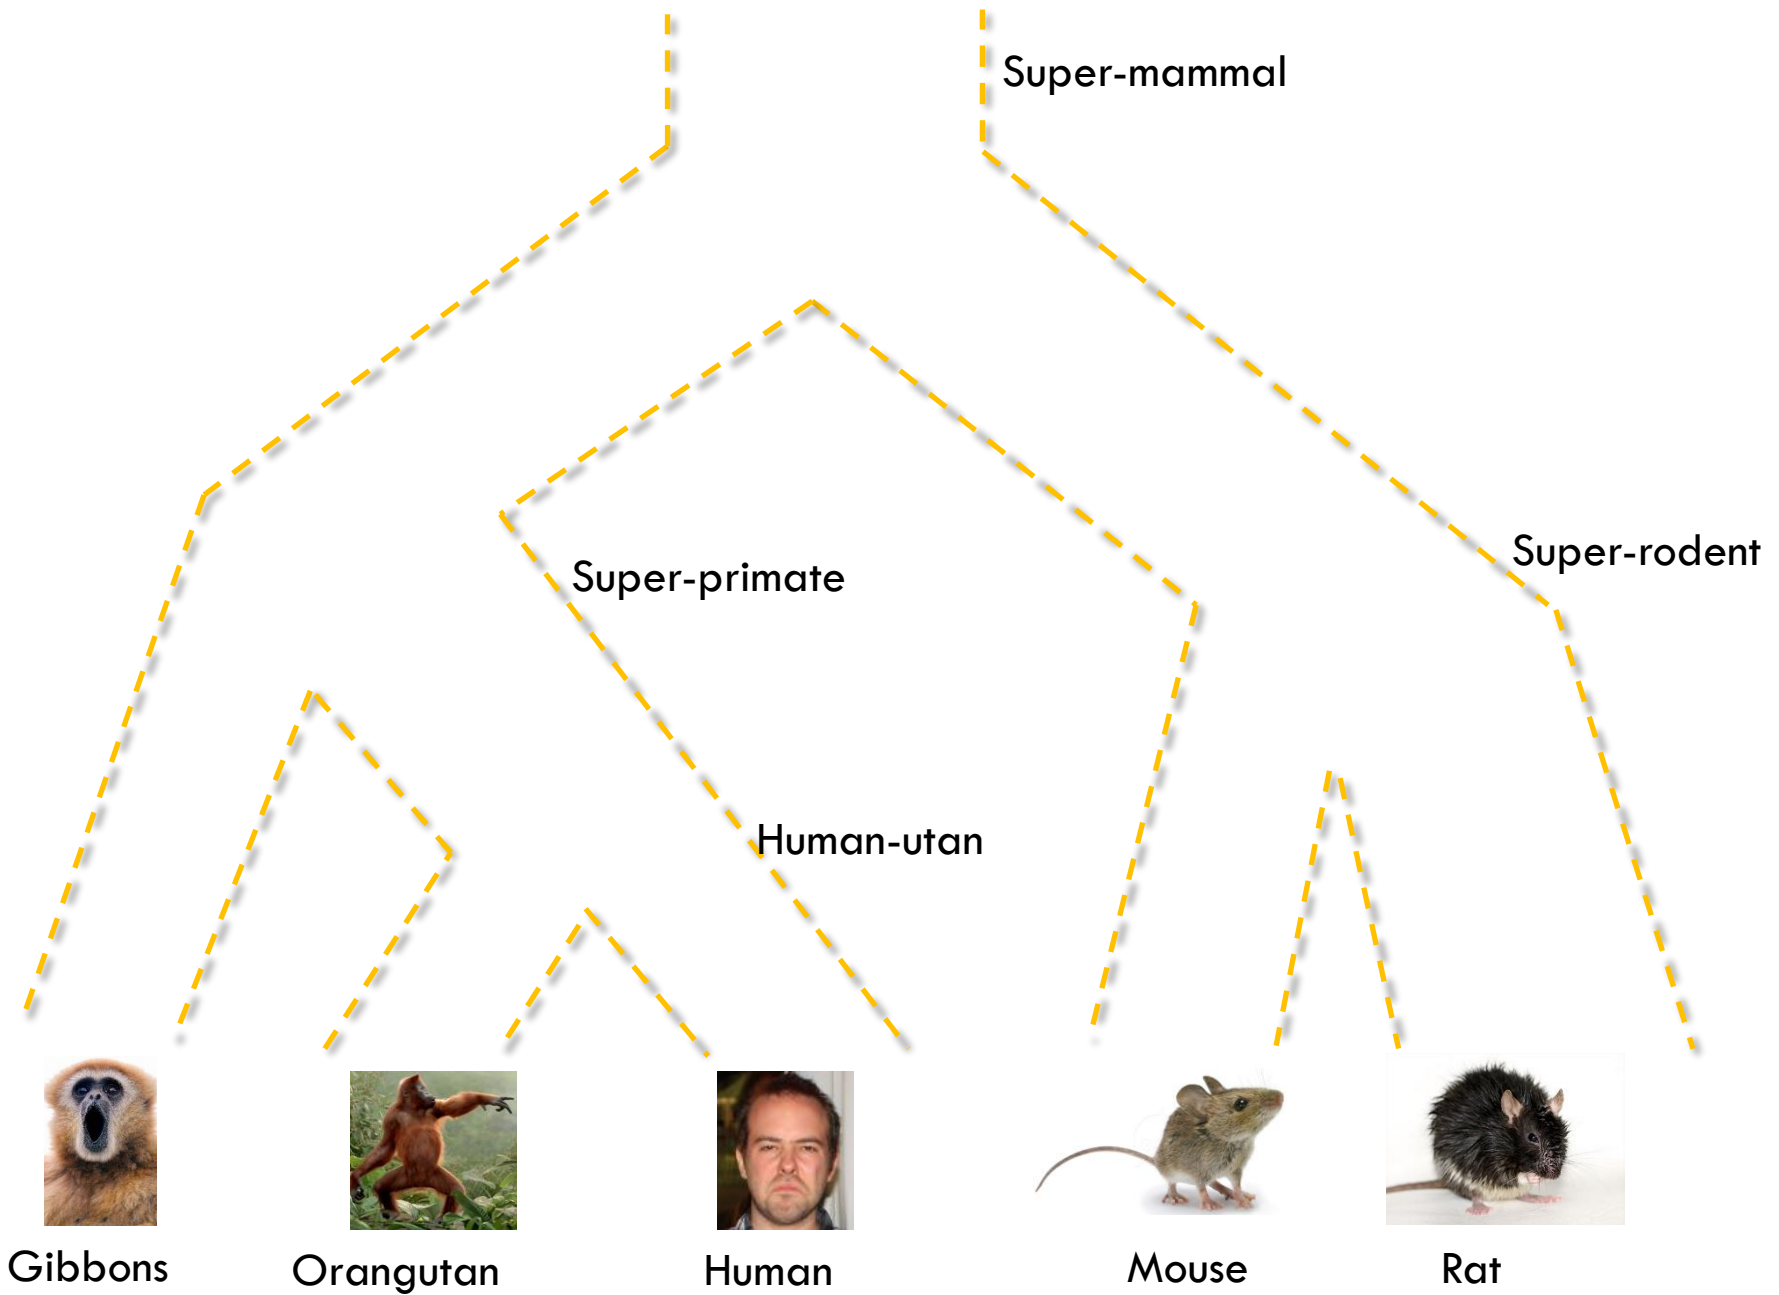 Super-mammal
Super-rodent
Super-primate
Human-utan
Gibbons
Orangutan
Human
Mouse
Rat